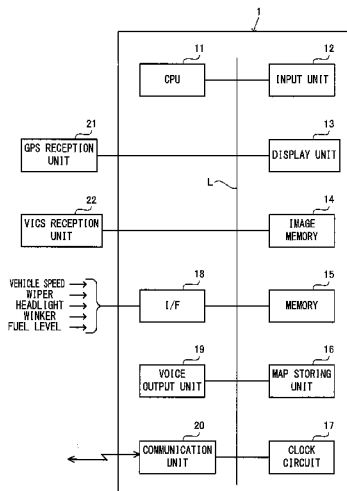 1
11
CPU
12
INPUT UNIT
21
GPS RECEPTION
UNIT
13
DISPLAY UNIT
L
22
VICS RECEPTION
UNIT
14
IMAGE
MEMORY
VEHICLE SPEED
WIPER
HEADLIGHT
WINKER
FUEL LEVEL
18
I/F
15
MEMORY
19
VOICE
OUTPUT UNIT
16
MAP STORING
UNIT
20
COMMUNICATION
UNIT
17
CLOCK
CIRCUIT